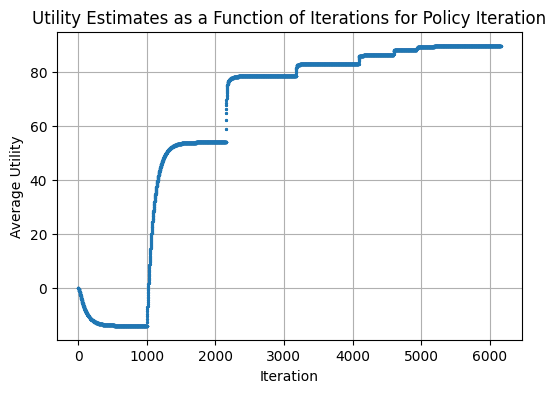 Utility Estimates as a Function of Iterations for Policy Iteration
Average Utility
80
60
40
20
0
0 1000 2000 3000 4000 5000 6000
Iteration